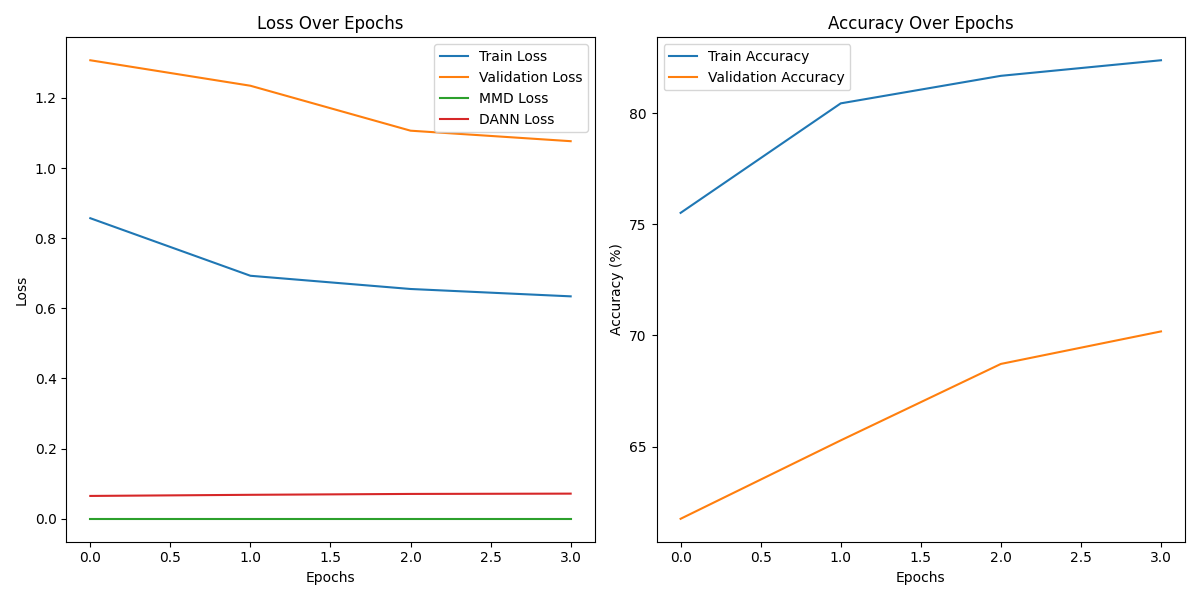 Loss Over Epochs
Train Loss
Validation Loss
MMD Loss
DANN Loss
Loss
1.2
1.0
0.8
0.6
0.4
0.2
0.0
0.0 0.5 1.0 1.5 2.0 2.5 3.0
Epochs
Accuracy Over Epochs
Train Accuracy
Validation Accuracy
Accuracy (%)
80
75
70
65
0.0 0.5 1.0 1.5 2.0 2.5 3.0
Epochs